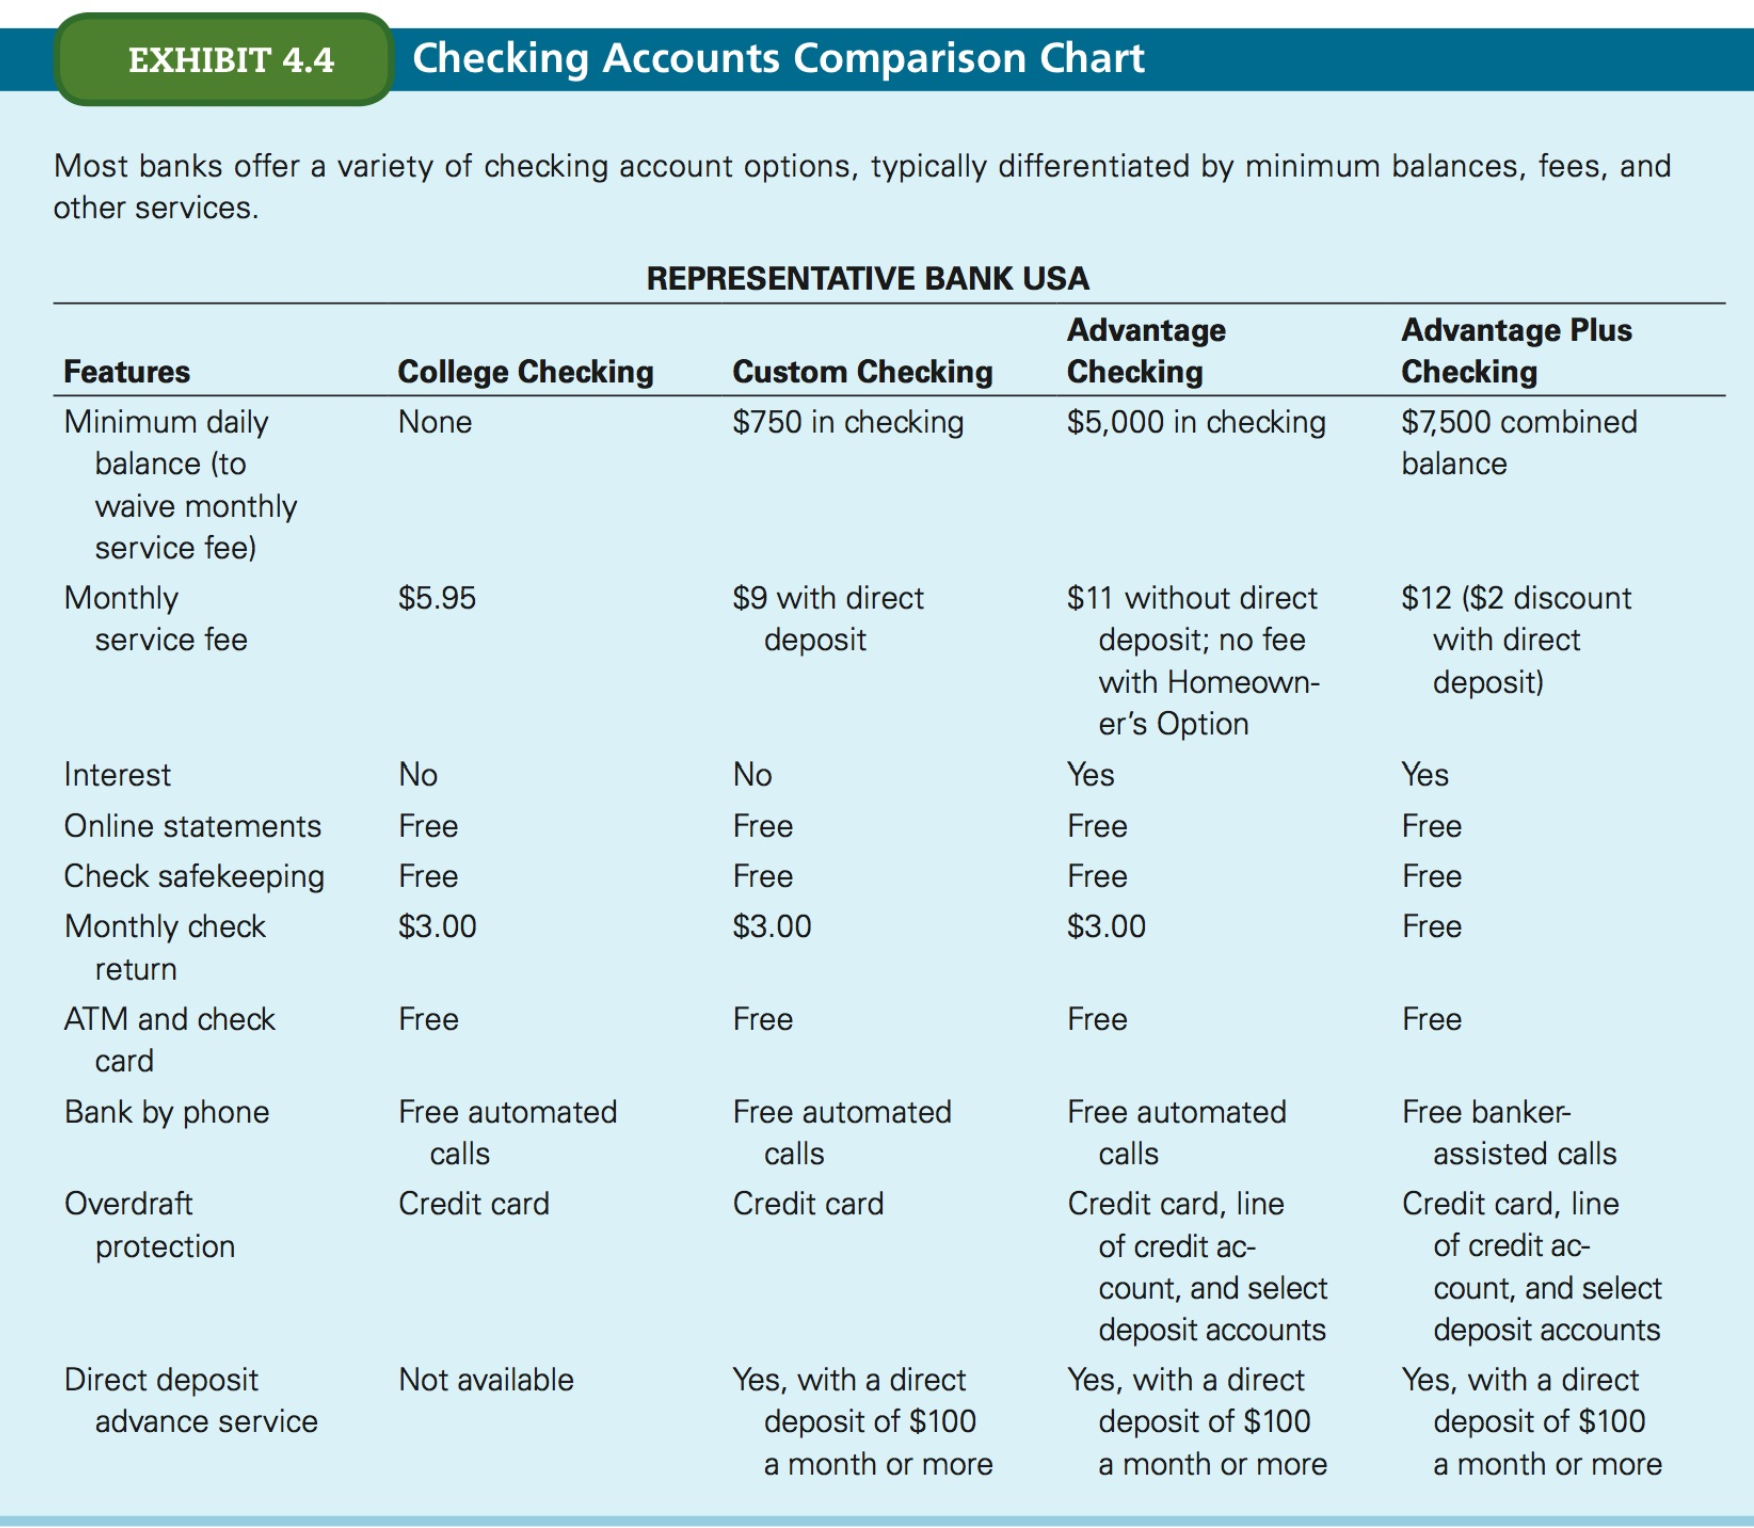 EXHIBIT 4.4 Checking Accounts Comparison Chart
Most banks offer a variety of checking account options, typically differentiated by minimum balances, fees, and
other services.
REPRESENTATIVE BANK USA
Features College Checking Custom Checking Advantage Checking Advantage Plus Checking
Minimum daily balance (to waive monthly service fee) None $750 in checking $5,000 in checking $7,500 combined balance
Monthly service fee $5.95 $9 with direct deposit $11 without direct deposit; no fee with Homeown-er's Option $12 ($2 discount with direct deposit)
Interest No No Yes Yes
Online statements Free Free Free Free
Check safekeeping Free Free Free Free
Monthly check return $3.00 $3.00 $3.00 Free
ATM and check card Free Free Free Free
Bank by phone Free automated calls Free automated calls Free automated calls Free banker-assisted calls
Overdraft protection Credit card Credit card Credit card, line of credit ac-count, and select deposit accounts Credit card, line of credit ac-count, and select deposit accounts
Direct deposit advance service Not available Yes, with a direct deposit of $100 a month or more Yes, with a direct deposit of $100 a month or more Yes, with a direct deposit of $100 a month or more